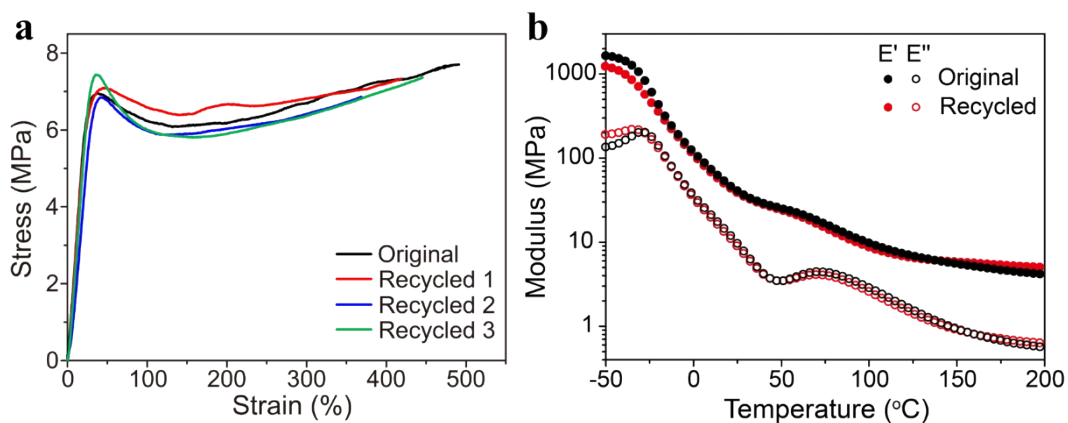 a
Stress (MPa)
8
6
4
2
0
0 100 200 300 400 500
Strain (%)
Original
Recycled 1
Recycled 2
Recycled 3
b
Modulus (MPa)
1000
100
10
1
-50 0 50 100 150 200
Temperature (°C)
E' E"
Original
Recycled